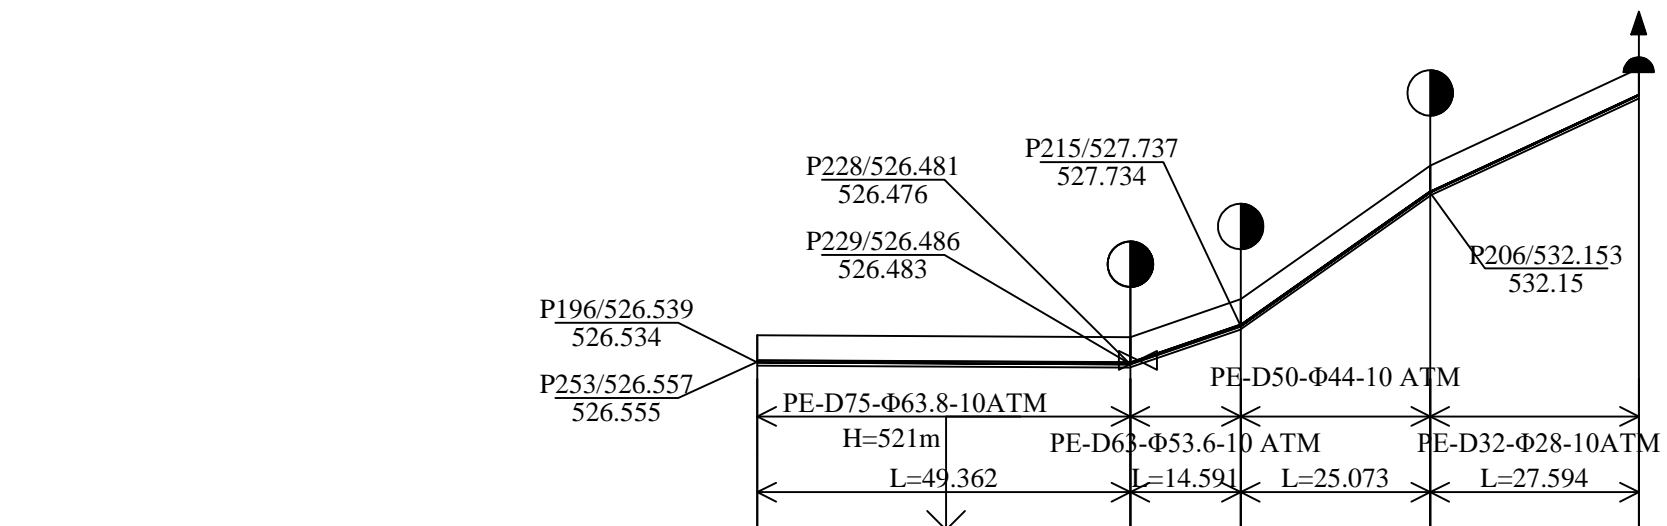 P215/527.737
527.734
P228/526.481
526.476
P229/526.486
526.483
P206/532.153
532.15
P196/526.539
526.534
P253/526.557
526.555
PE-D50-Φ44-10 ATM
PE-D75-Φ63.8-10ATM
H=521m
PE-D63-Φ53.6-10 ATM
PE-D32-Φ28-10ATM
L=49.362
L=14.591
L=25.073
L=27.594